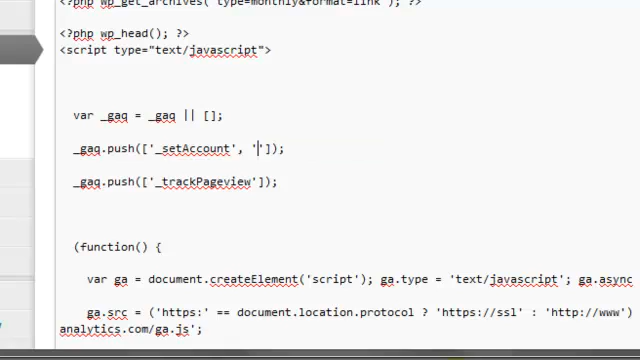 <?php wp_get_archives('type=monthly&format=link'); ?>
<?php wp_head(); ?>
<script type="text/javascript">
var _gaq = _gaq || [];
_gaq.push(['_setAccount', '']);
_gaq.push(['_trackPageview']);
(function() {
var ga = document.createElement('script'); ga.type = 'text/javascript'; ga.async
ga.src = ('https:' == document.location.protocol ? 'https://ssl' : 'http://www')
analytics.com/ga.js';